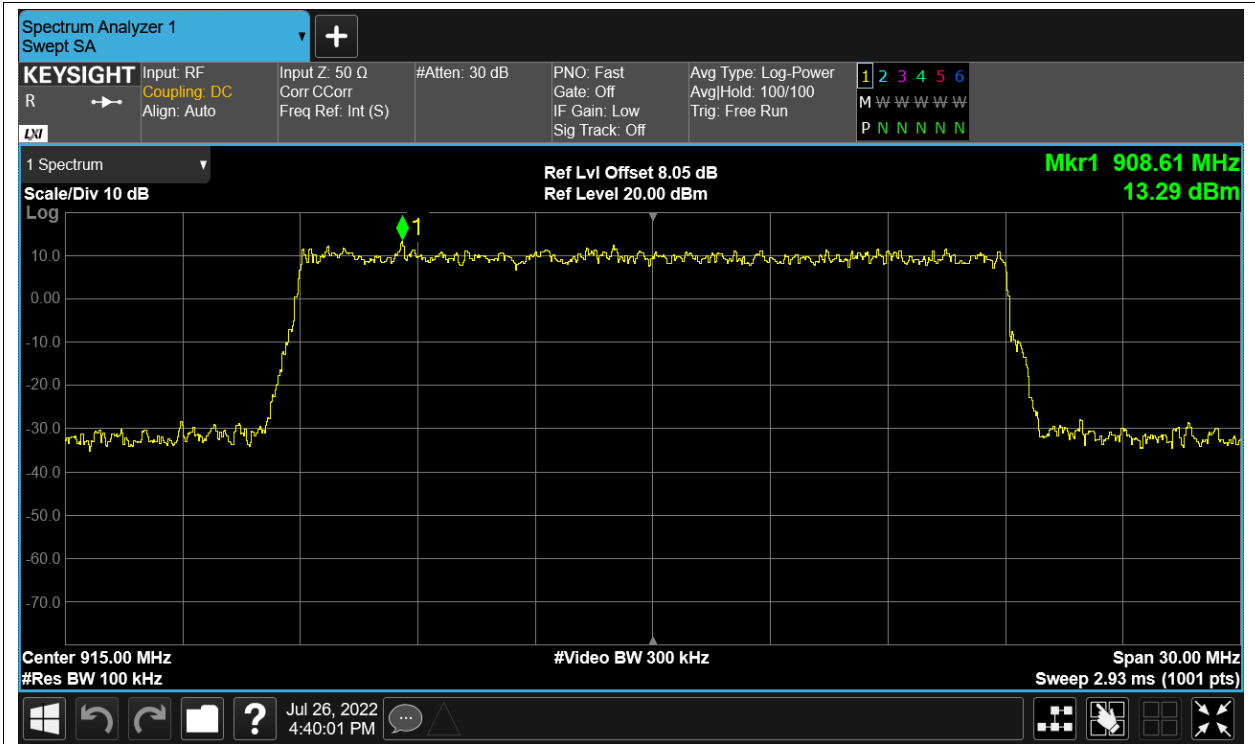 Spectrum Analyzer 1
Swept SA
KEYSIGHT
R
LXI
Input: RF
Coupling: DC
Align: Auto
Input Z: 50 Ω
Corr CCorr
Freq Ref: Int (S)
#Atten: 30 dB
PNO: Fast
Gate: Off
IF Gain: Low
Sig Track: Off
Avg Type: Log-Power
Avg|Hold: 100/100
Trig: Free Run
1 2 3 4 5 6
M W W W W W
P N N N N N
1 Spectrum
Scale/Div 10 dB
Log
Ref Lvl Offset 8.05 dB
Ref Level 20.00 dBm
Mkr1 908.61 MHz
13.29 dBm
1
10.0
0.00
-10.0
-20.0
-30.0
-40.0
-50.0
-60.0
-70.0
Center 915.00 MHz
#Video BW 300 kHz
Span 30.00 MHz
#Res BW 100 kHz
Sweep 2.93 ms (1001 pts)
?
Jul 26, 2022
4:40:01 PM